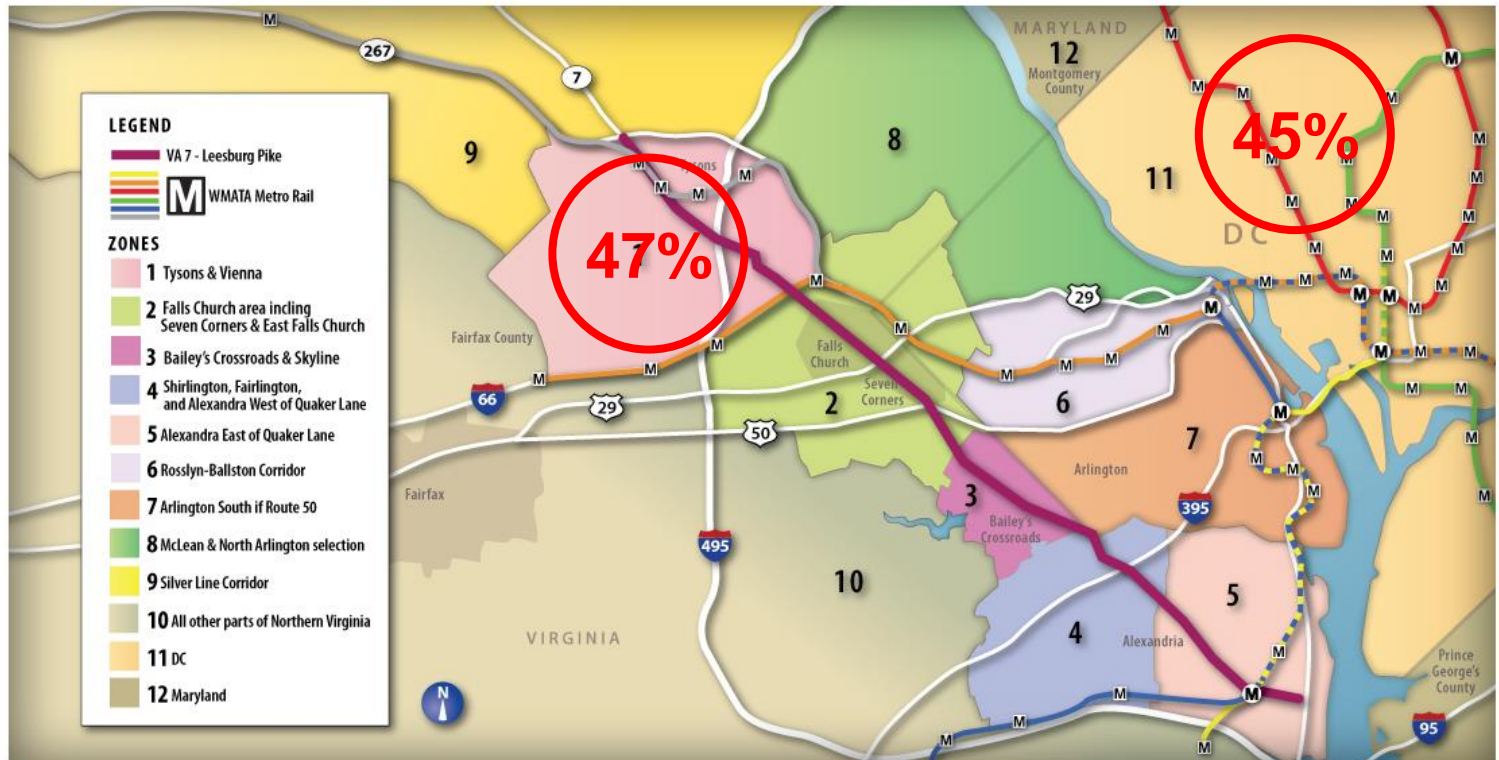 LEGEND
VA 7 - Leesburg Pike
M WMATA Metro Rail
ZONES
1 Tysons & Vienna
2 Falls Church area incling
Seven Corners & East Falls Church
3 Bailey's Crossroads & Skyline
4 Shirlington, Fairlington,
and Alexandra West of Quaker Lane
5 Alexandra East of Quaker Lane
6 Rosslyn-Ballston Corridor
7 Arlington South if Route 50
8 McLean & North Arlington selection
9 Silver Line Corridor
10 All other parts of Northern Virginia
11 DC
12 Maryland
N
M
267
7
9
Tysons
M
M
M
M
47%
8
MARYLAND
12
Montgomery
County
11
45%
DC
Fairfax County
66
29
50
29
Falls
Church
Seven
Corners
2
6
7
Arlington
395
3
Bailey's
Crossroads
Fairfax
495
10
VIRGINIA
4
Alexandria
5
Prince
George's
County
95